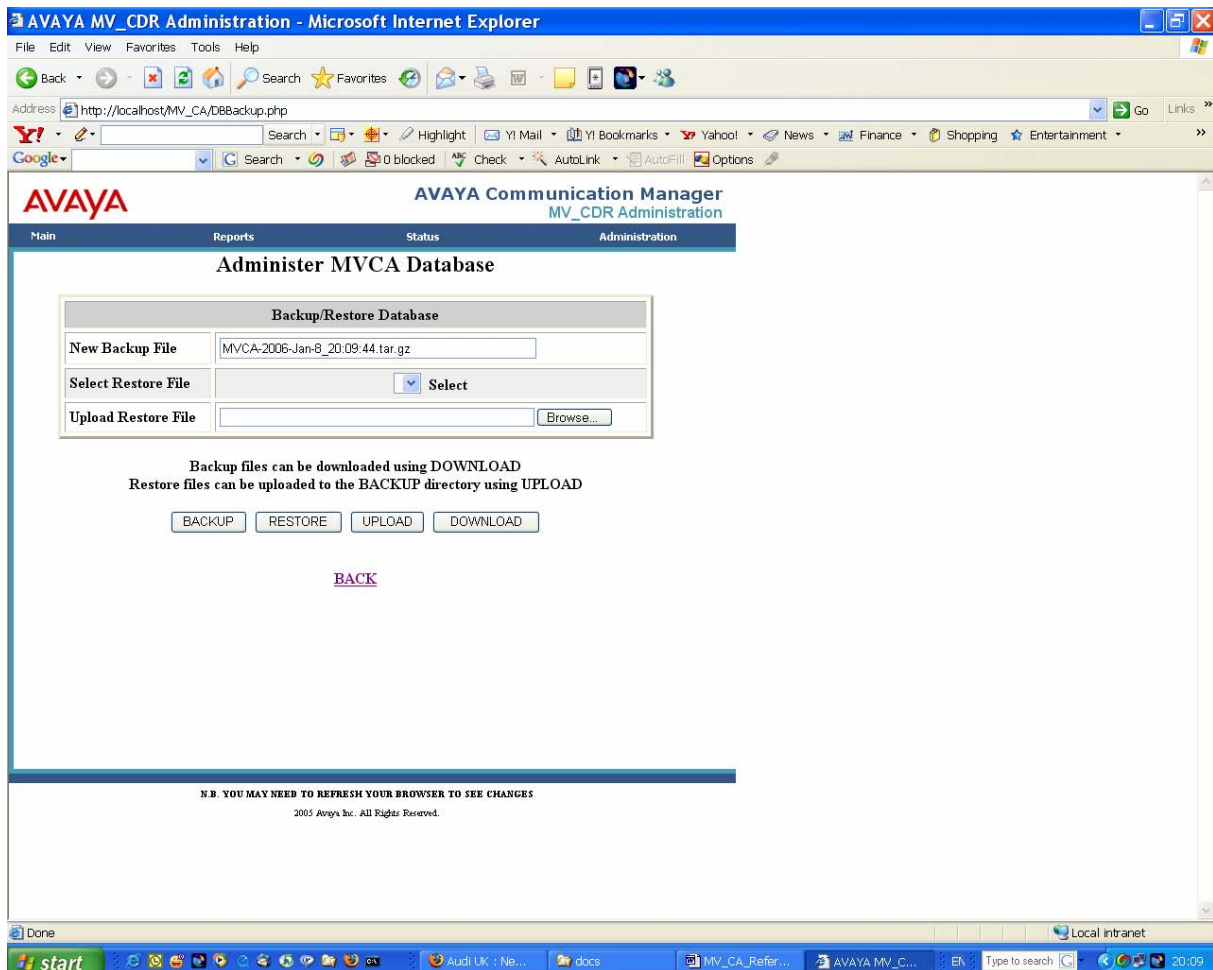 AVAYA MV_CDR Administration - Microsoft Internet Explorer
File Edit View Favorites Tools Help
Back Search Favorites
Address http://localhost/MV_CA/DBBackup.php Go Links »
Y! Search Highlight Y! Mail Y! Bookmarks Yahoo! News Finance Shopping Entertainment »
Google Search 0 blocked ABC Check AutoLink AutoFill Options
AVAYA
AVAYA Communication Manager
MV_CDR Administration
Main Reports Status Administration
Administer MVCA Database
Backup/Restore Database
New Backup File MVCA-2006-Jan-8_20:09:44.tar.gz
Select Restore File Select
Upload Restore File Browse...
Backup files can be downloaded using DOWNLOAD
Restore files can be uploaded to the BACKUP directory using UPLOAD
BACKUP RESTORE UPLOAD DOWNLOAD
BACK
N.B. YOU MAY NEED TO REFRESH YOUR BROWSER TO SEE CHANGES
2005 Avaya Inc. All Rights Reserved.
Done Local intranet
start Audi UK : Ne... docs MV_CA_Refer... AVAYA MV_C... EN Type to search 20:09